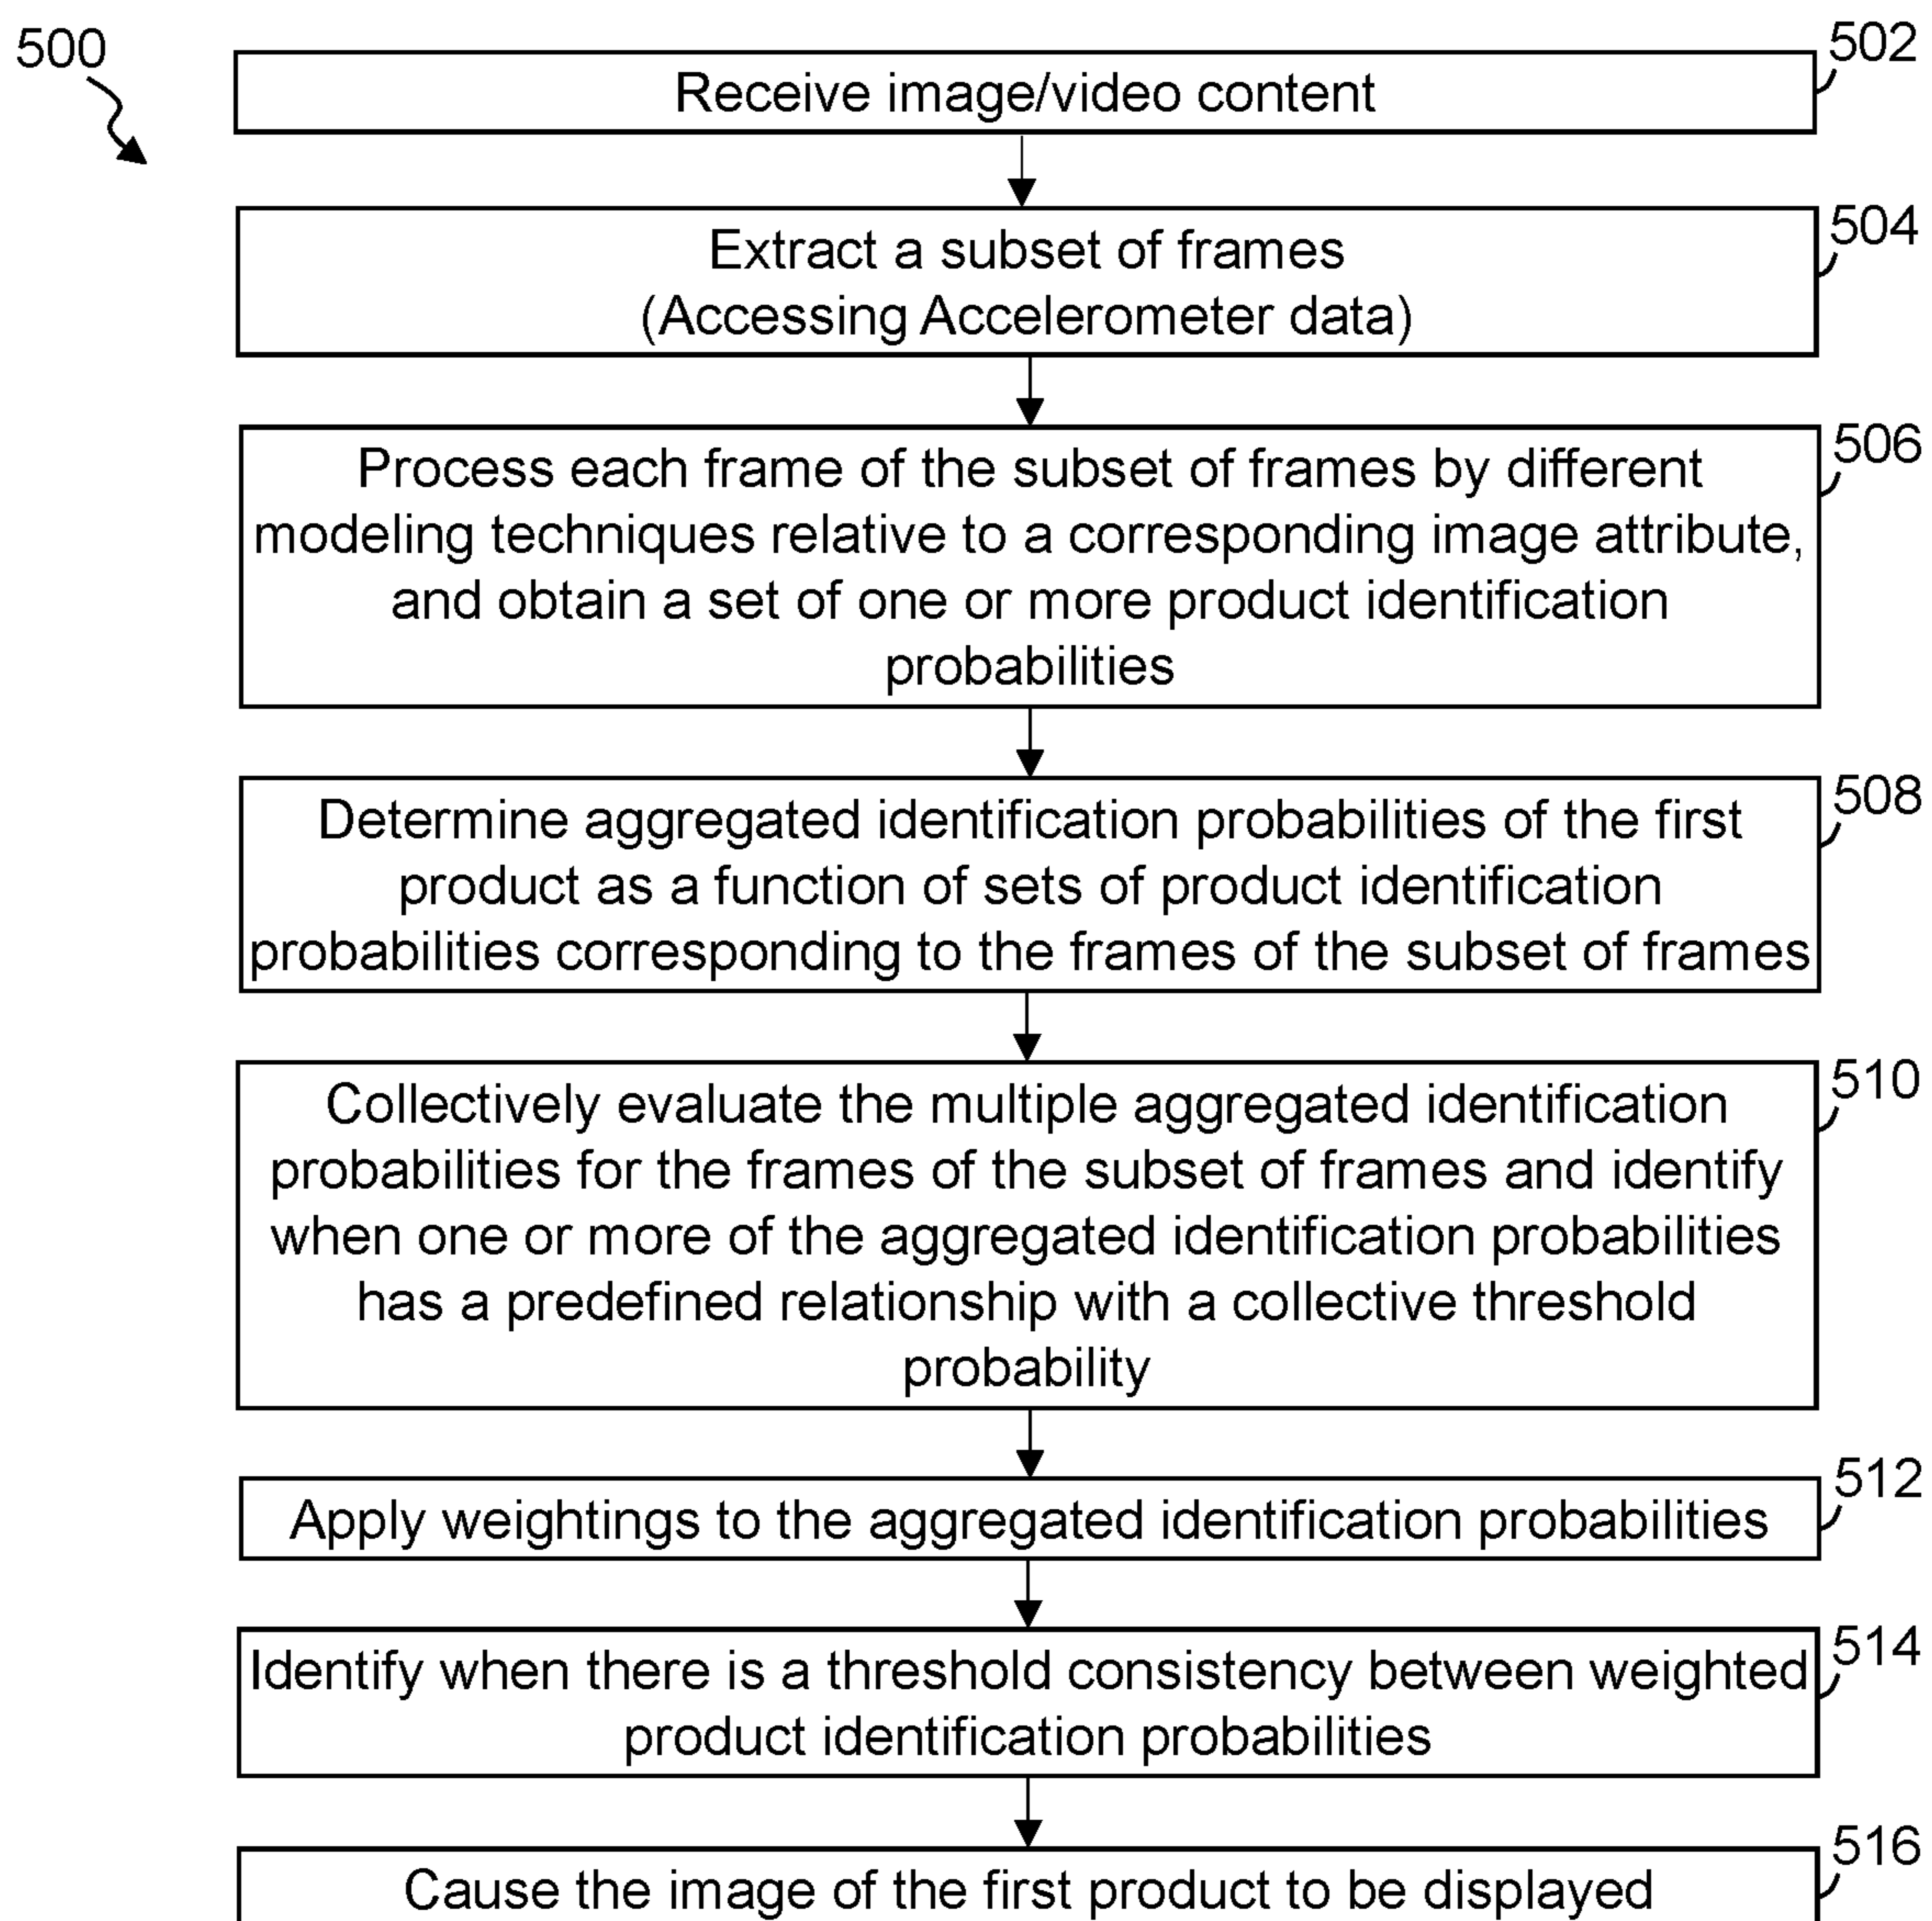 500
502
Receive image/video content
504
Extract a subset of frames
(Accessing Accelerometer data)
506
Process each frame of the subset of frames by different
modeling techniques relative to a corresponding image attribute,
and obtain a set of one or more product identification
probabilities
508
Determine aggregated identification probabilities of the first
product as a function of sets of product identification
probabilities corresponding to the frames of the subset of frames
510
Collectively evaluate the multiple aggregated identification
probabilities for the frames of the subset of frames and identify
when one or more of the aggregated identification probabilities
has a predefined relationship with a collective threshold
probability
512
Apply weightings to the aggregated identification probabilities
514
Identify when there is a threshold consistency between weighted
product identification probabilities
516
Cause the image of the first product to be displayed